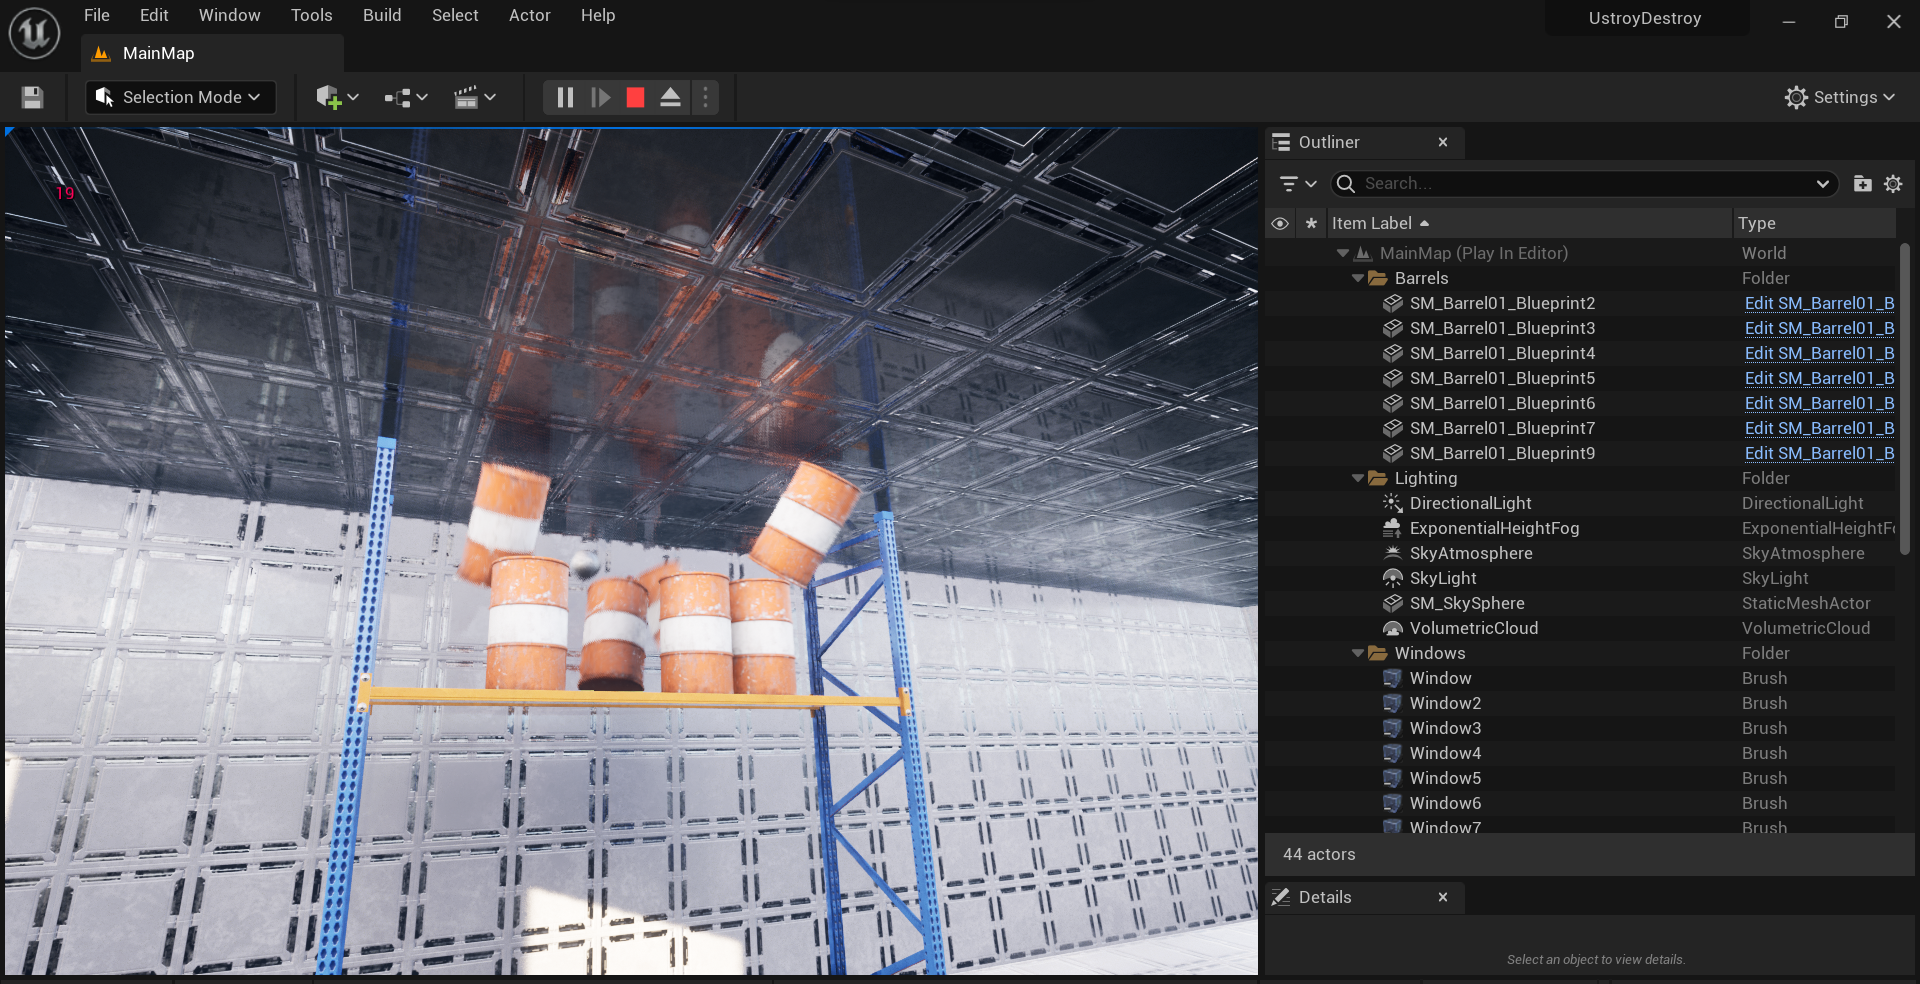 File Edit Window Tools Build Select Actor Help
UstroyDestroy
MainMap
Selection Mode
Settings
19
Outliner
Search...
Item Label Type
MainMap (Play In Editor) World
Barrels Folder
SM_Barrel01_Blueprint2 Edit SM_Barrel01_B
SM_Barrel01_Blueprint3 Edit SM_Barrel01_B
SM_Barrel01_Blueprint4 Edit SM_Barrel01_B
SM_Barrel01_Blueprint5 Edit SM_Barrel01_B
SM_Barrel01_Blueprint6 Edit SM_Barrel01_B
SM_Barrel01_Blueprint7 Edit SM_Barrel01_B
SM_Barrel01_Blueprint9 Edit SM_Barrel01_B
Lighting Folder
DirectionalLight DirectionalLight
ExponentialHeightFog ExponentialHeightFo
SkyAtmosphere SkyAtmosphere
SkyLight SkyLight
SM_SkySphere StaticMeshActor
VolumetricCloud VolumetricCloud
Windows Folder
Window Brush
Window2 Brush
Window3 Brush
Window4 Brush
Window5 Brush
Window6 Brush
Window7 Brush
44 actors
Details
Select an object to view details.